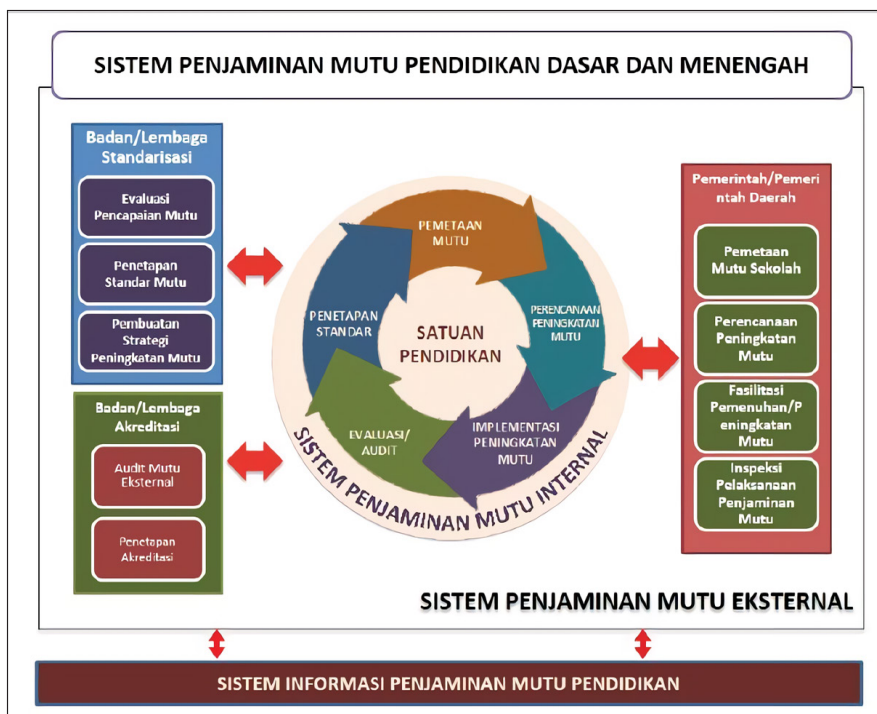 SISTEM PENJAMINAN MUTU PENDIDIKAN DASAR DAN MENENGAH
Badan/Lembaga
Standarisasi
Evaluasi
Pencapaian Mutu
Penetapan
Standar Mutu
Pembuatan
Strategi
Peningkatan Mutu
Badan/Lembaga
Akreditasi
Audit Mutu
Eksternal
Penetapan
Akreditasi
PEMETAAN
MUTU
PERENCANAAN
PENINGKATAN
MUTU
IMPLEMENTASI
PENINGKATAN
MUTU
EVALUASI/
AUDIT
PENETAPAN
STANDAR
SATUAN
PENDIDIKAN
SISTEM PENJAMINAN MUTU INTERNAL
Pemerintah/Pemeri
ntah Daerah
Pemetaan
Mutu Sekolah
Perencanaan
Peningkatan
Mutu
Fasilitasi
Pemenuhan/P
eningkatan
Mutu
Inspeksi
Pelaksanaan
Penjaminan
Mutu
SISTEM PENJAMINAN MUTU EKSTERNAL
SISTEM INFORMASI PENJAMINAN MUTU PENDIDIKAN